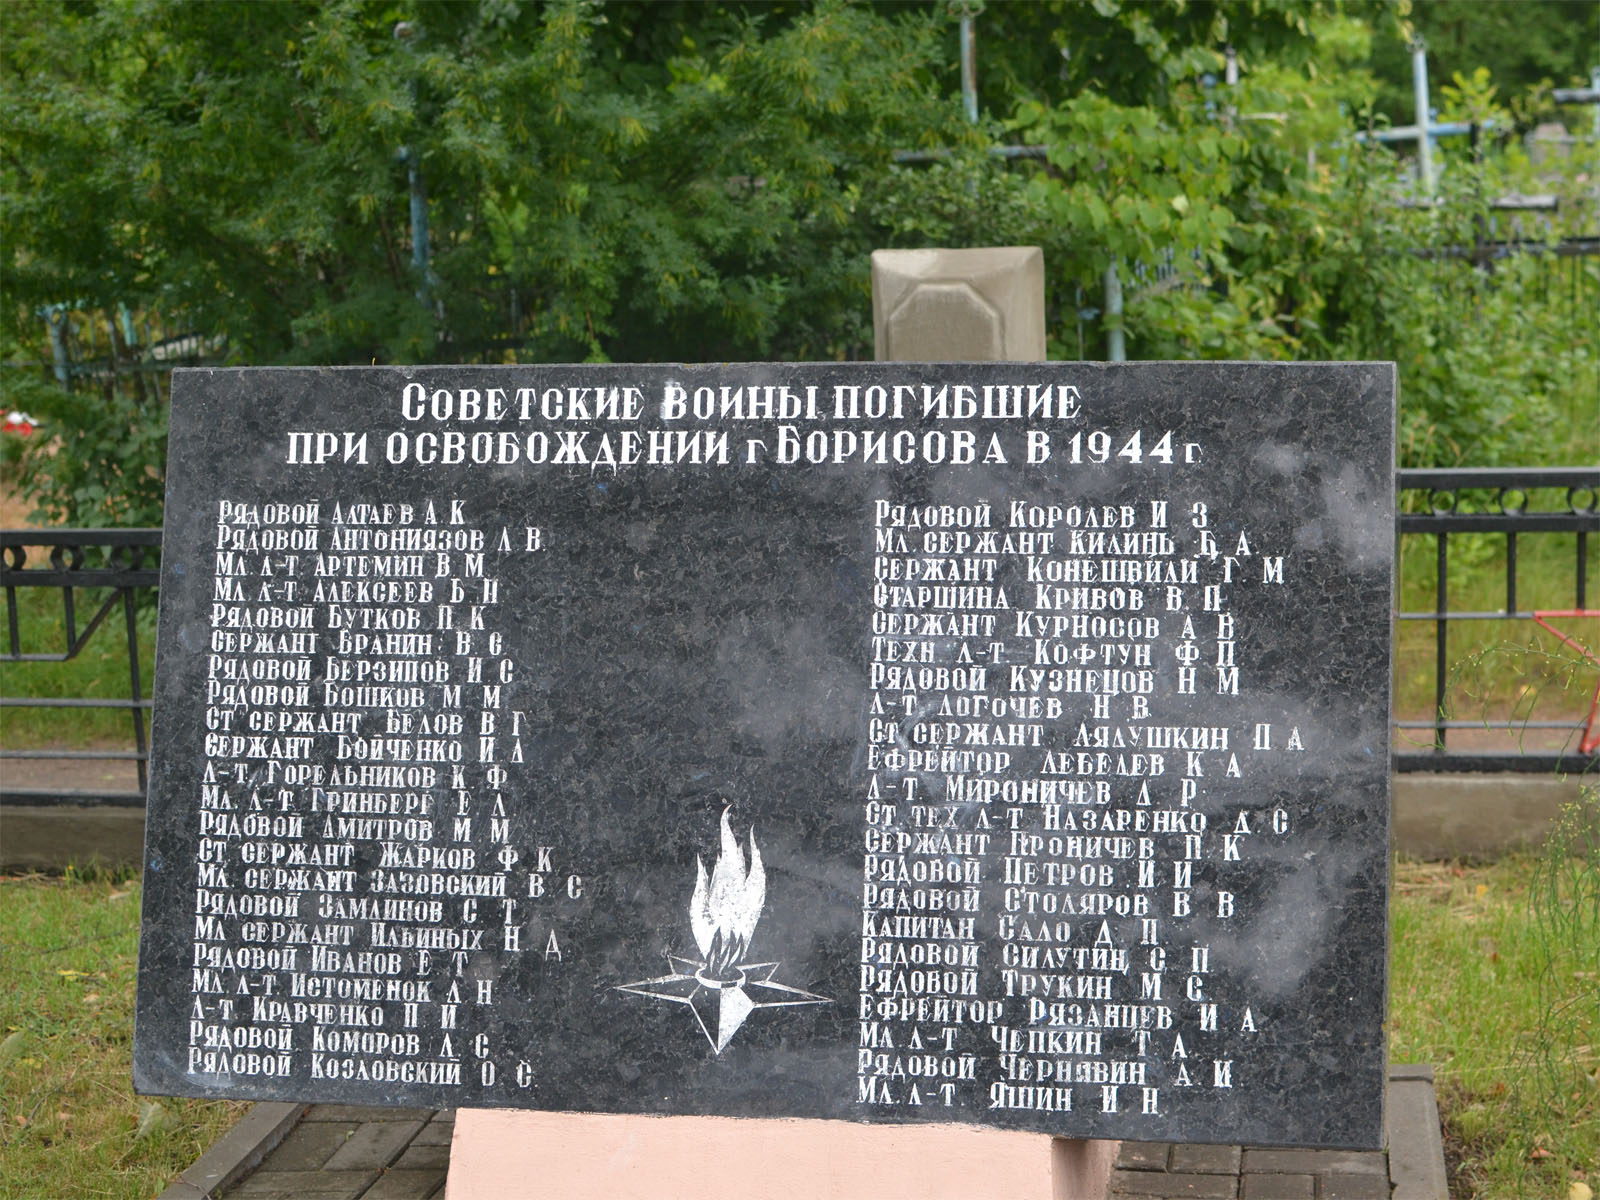 Советские воины погибшие
при освобождении г Борисова в 1944 г
Рядовой Алтаев А К
Рядовой Антониязов Л В
Мл л-т Артемин В М
Мл л-т Алексеев Б Н
Рядовой Бутков П К
Сержант Бранин В С
Рядовой Берзипов И С
Рядовой Бошков М М
Ст сержант Белов В Г
Сержант Бойченко И Л
л-т Горельников К Ф
Мл л-т Гринберг Е Л
Рядовой Дмитров М М
Ст сержант Жарков Ф К
Мл. сержант Зазовский В С
Рядовой Замлинов С Т
Мл сержант Ильиных Н Д
Рядовой Иванов Е Т
Мл. л-т Истоменок Л Н
л-т Кравченко П И
Рядовой Коморов Л С
Рядовой Козловский О С
Рядовой Королев И З
Мл. сержант Килинь Б А
Сержант Конешвили Г М
Старшина Кривов В П
Сержант Курносов А В
Техн л-т Кофтун Ф П
Рядовой Кузнецов Н М
л-т Логочев Н В
Ст сержант Лялушкин П А
Ефрейтор Лебелев К А
л-т Мироничев Д Р
Ст тех л-т Назаренко Д С
Сержант Проничев П К
Рядовой Петров И И
Рядовой Столяров В В
Капитан Сало Д П
Рядовой Силутин С П
Рядовой Трукин М С
Ефрейтор Рязанцев И А
Мл л-т Чепкин Т А
Рядовой Чернявин А И
Мл. л-т Яшин И Н